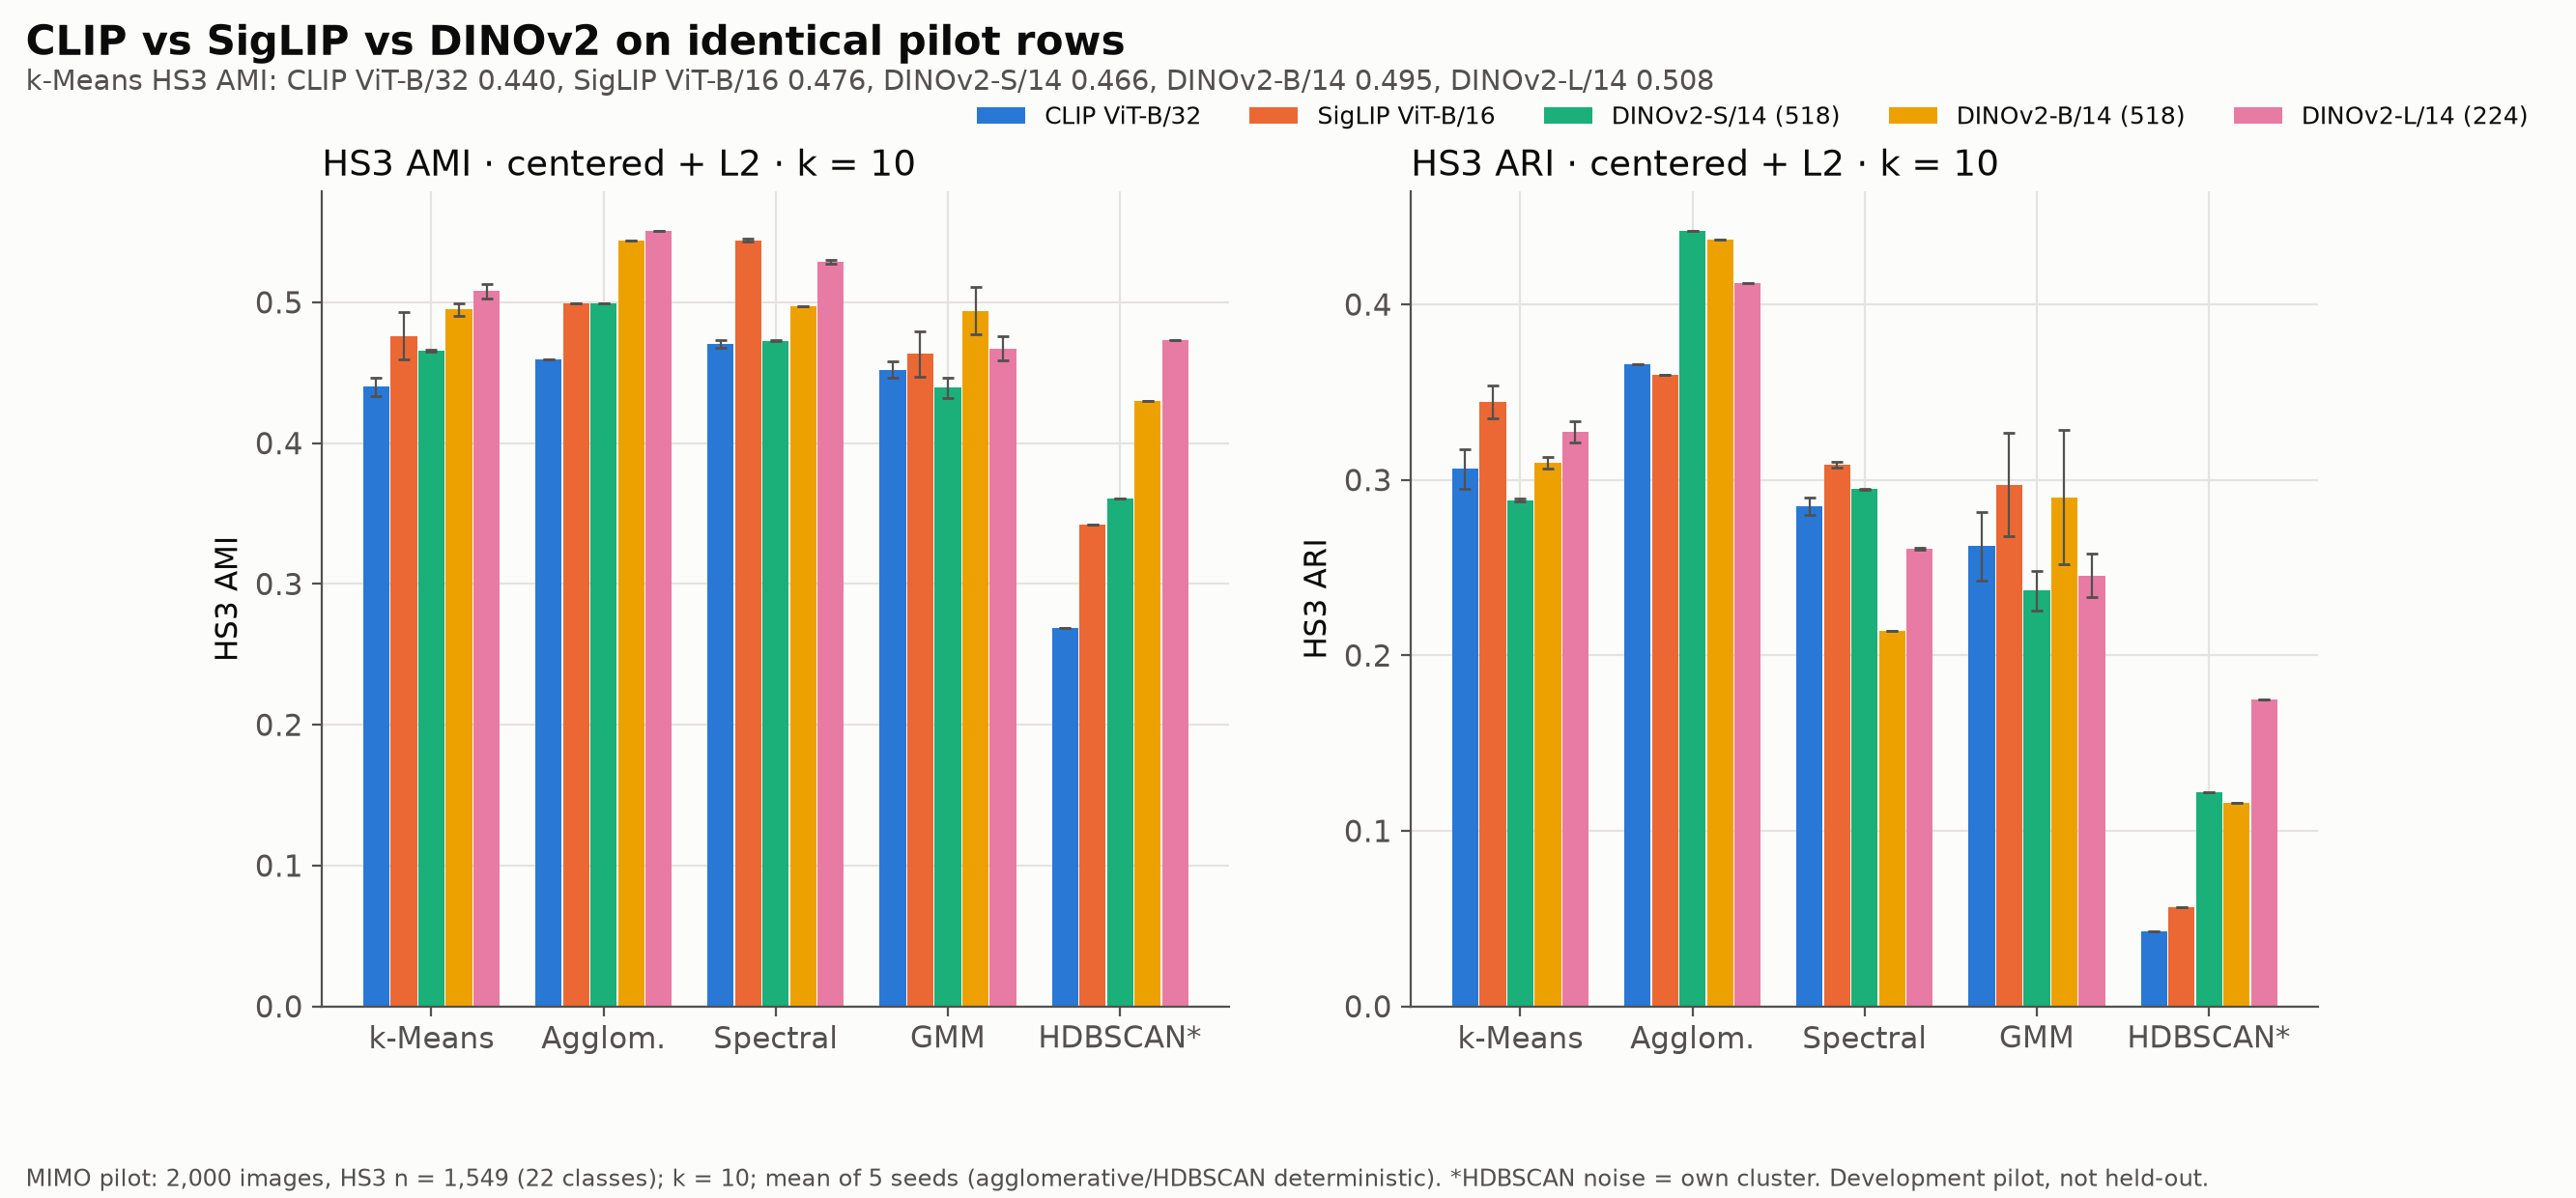 CLIP vs SigLIP vs DINOv2 on identical pilot rows
k-Means HS3 AMI: CLIP ViT-B/32 0.440, SigLIP ViT-B/16 0.476, DINOv2-S/14 0.466, DINOv2-B/14 0.495, DINOv2-L/14 0.508
CLIP ViT-B/32 SigLIP ViT-B/16 DINOv2-S/14 (518) DINOv2-B/14 (518) DINOv2-L/14 (224)
HS3 AMI · centered + L2 · k = 10
HS3 AMI
0.5
0.4
0.3
0.2
0.1
0.0
k-Means Agglom. Spectral GMM HDBSCAN*
HS3 ARI · centered + L2 · k = 10
HS3 ARI
0.4
0.3
0.2
0.1
0.0
k-Means Agglom. Spectral GMM HDBSCAN*
MIMO pilot: 2,000 images, HS3 n = 1,549 (22 classes); k = 10; mean of 5 seeds (agglomerative/HDBSCAN deterministic). *HDBSCAN noise = own cluster. Development pilot, not held-out.